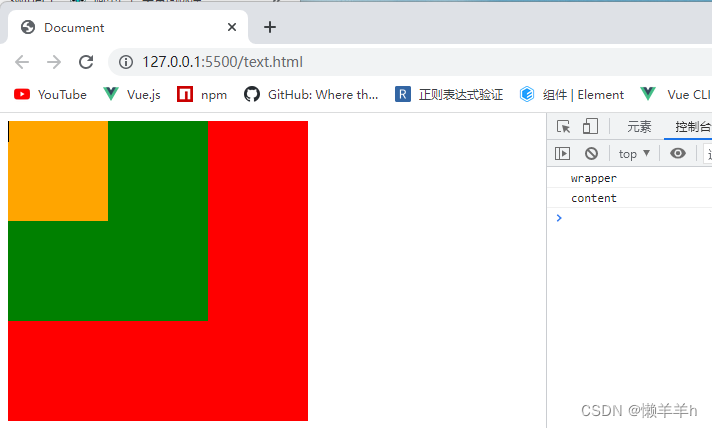 Document
127.0.0.1:5500/text.html
YouTube Vue.js npm GitHub: Where th... 正则表达式验证 组件 | Element Vue CLI
元素 控制台
top
wrapper
content
CSDN @懒羊羊h